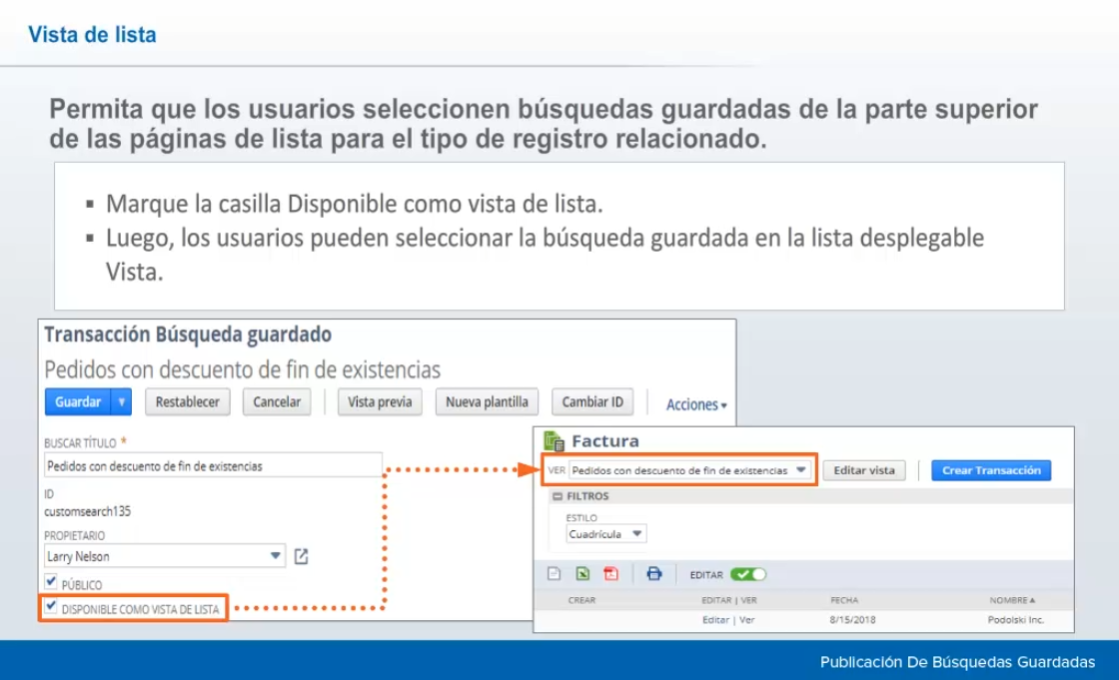 Vista de lista
Permita que los usuarios seleccionen búsquedas guardadas de la parte superior
de las páginas de lista para el tipo de registro relacionado.
▪ Marque la casilla Disponible como vista de lista.
▪ Luego, los usuarios pueden seleccionar la búsqueda guardada en la lista desplegable
Vista.
Transacción Búsqueda guardado
Pedidos con descuento de fin de existencias
Guardar Restablecer Cancelar Vista previa Nueva plantilla Cambiar ID Acciones
BUSCAR TÍTULO *
Pedidos con descuento de fin de existencias
ID
customsearch135
PROPIETARIO
Larry Nelson
PÚBLICO
DISPONIBLE COMO VISTA DE LISTA
Factura
VER Pedidos con descuento de fin de existencias Editar vista Crear Transacción
FILTROS
ESTILO
Cuadrícula
EDITAR
CREAR EDITAR | VER FECHA NOMBRE
Editar | Ver 8/15/2018 Podolski Inc.
Publicación De Búsquedas Guardadas